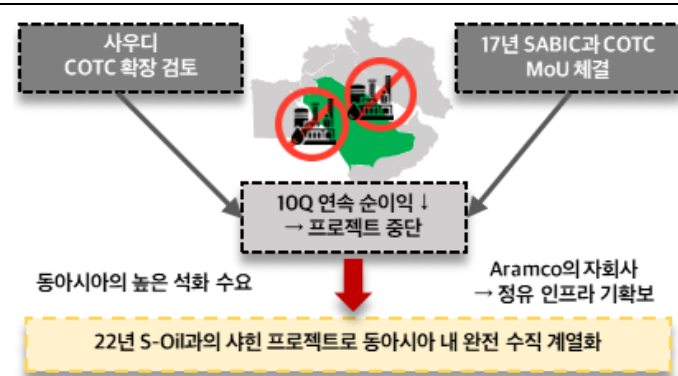 사우디
COTC 확장 검토
17년 SABIC과 COTC
MoU 체결
10Q 연속 순이익 ↓
→ 프로젝트 중단
동아시아의 높은 석화 수요
Aramco의 자회사
→ 정유 인프라 기확보
22년 S-Oil과의 샤힌 프로젝트로 동아시아 내 완전 수직 계열화